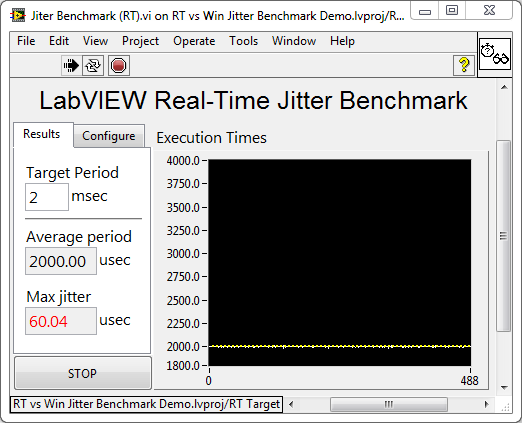 Jiter Benchmark (RT).vi on RT vs Win Jitter Benchmark Demo.lvproj/R...
File Edit View Project Operate Tools Window Help
?
LabVIEW Real-Time Jitter Benchmark
Results Configure
Execution Times
Target Period
2 msec
Average period
2000.00 usec
Max jitter
60.04 usec
STOP
4000.0
3750.0
3500.0
3250.0
3000.0
2750.0
2500.0
2250.0
2000.0
1800.0
0 488
RT vs Win Jitter Benchmark Demo.lvproj/RT Target